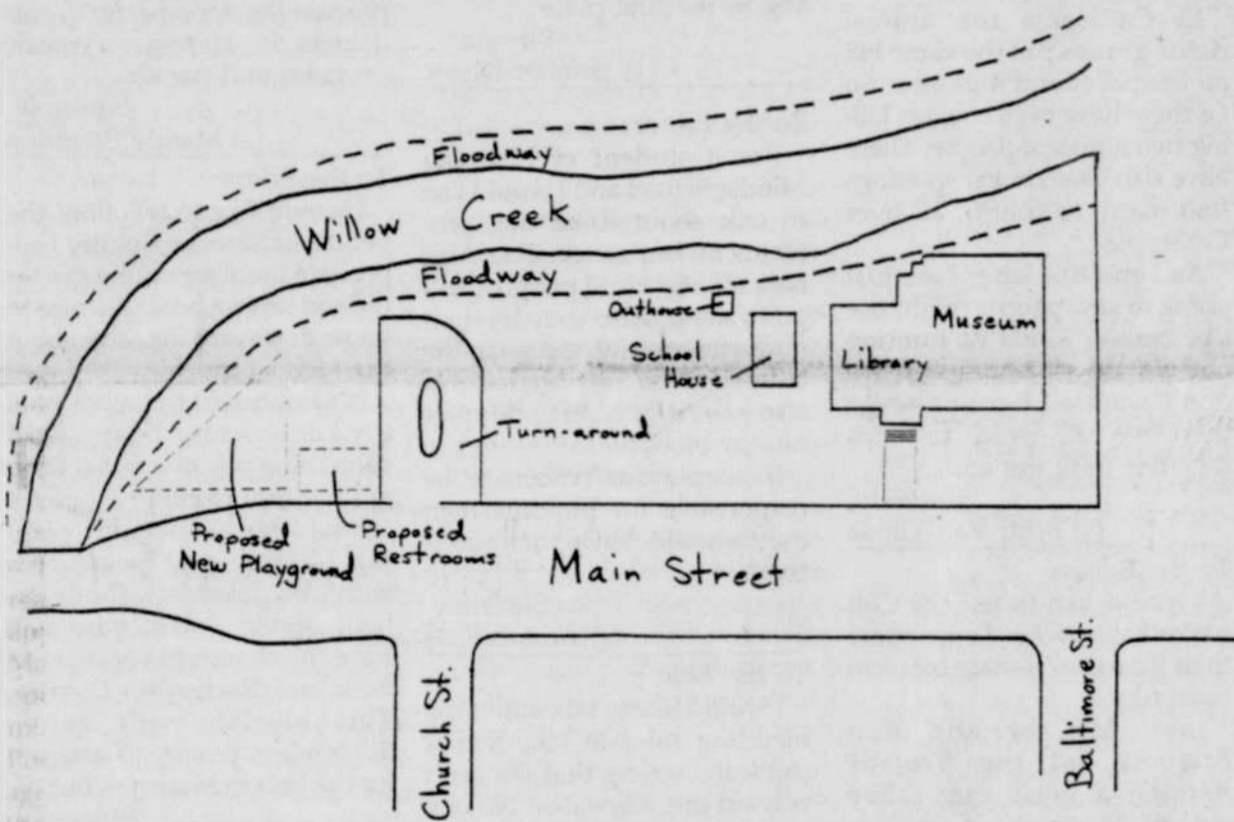 Floodway
Willow Creek
Floodway
Outhouse
Museum
School
House
Library
Turn-around
Proposed
New Playground
Proposed
Restrooms
Main Street
Church St.
Baltimore St.